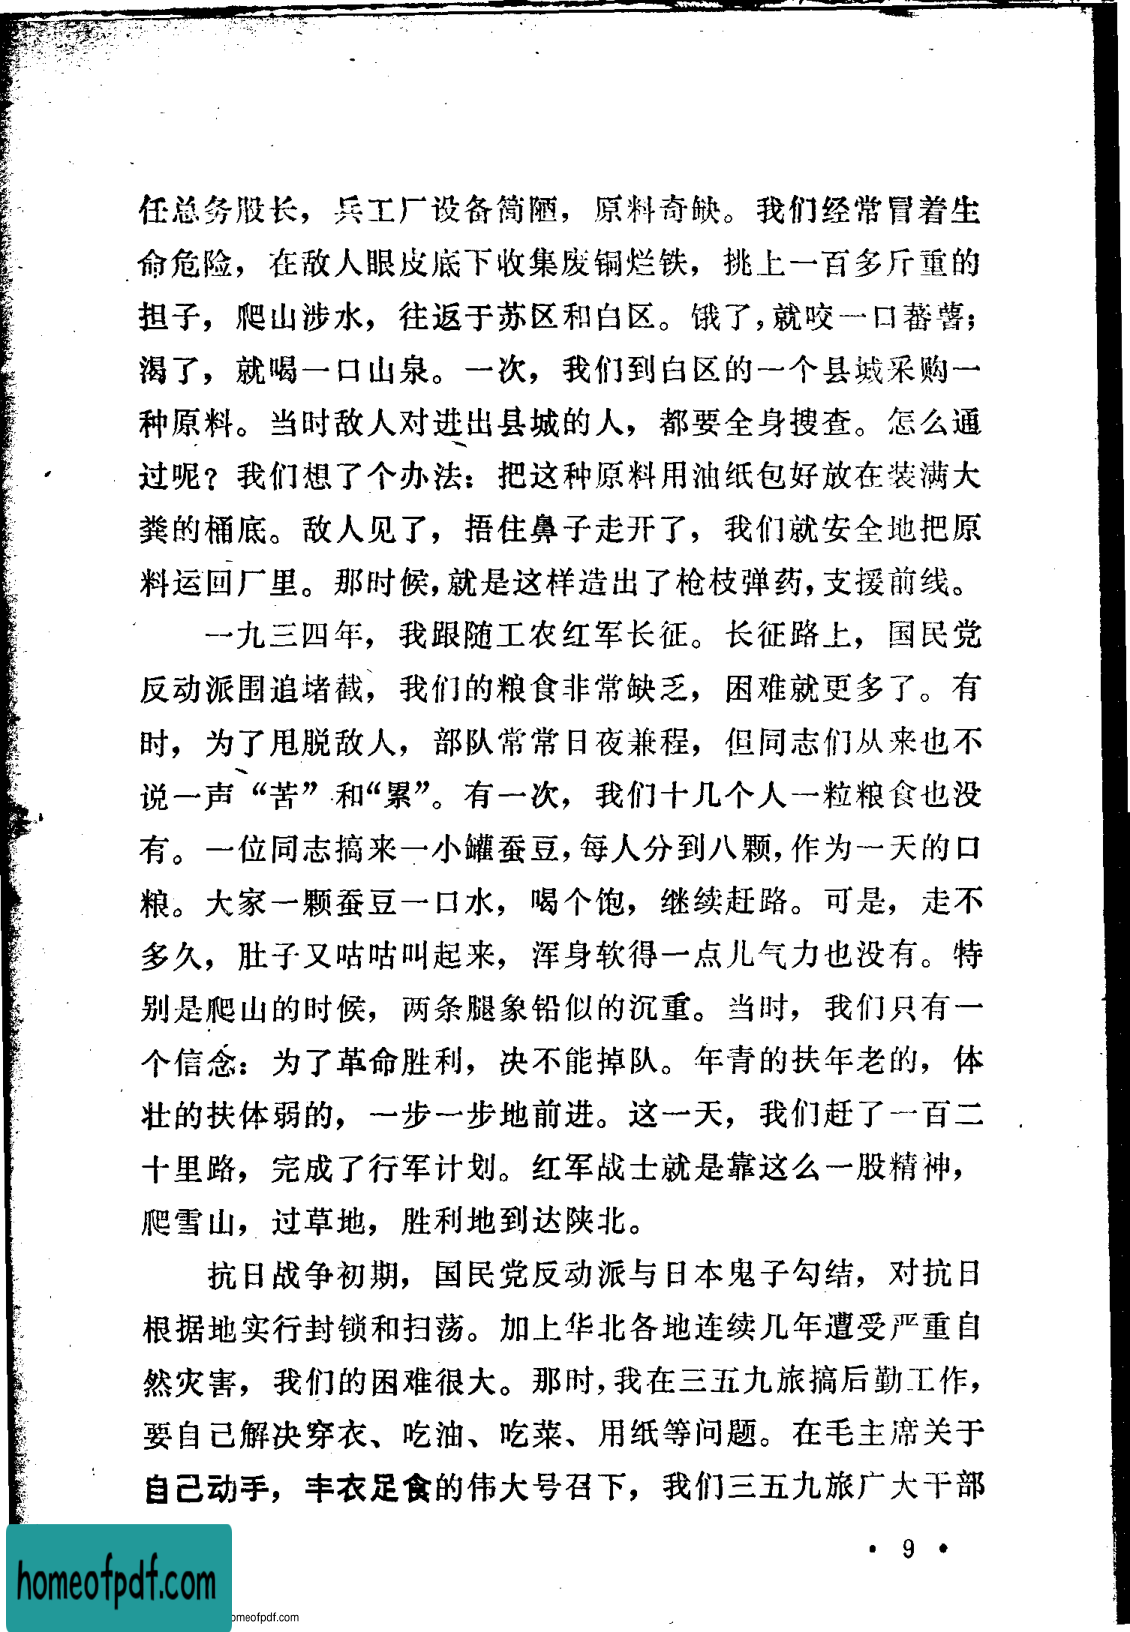 任总务股长，兵工厂设备简陋，原料奇缺。我们经常冒着生
命危险，在敌人眼皮底下收集废铜烂铁，挑上一百多斤重的
担子，爬山涉水，往返于苏区和白区。饿了，就咬一口蕃薯；
渴了，就喝一口山泉。一次，我们到白区的一个县城采购一
种原料。当时敌人对进出县城的人，都要全身搜查。怎么通
过呢？我们想了个办法：把这种原料用油纸包好放在装满大
粪的桶底。敌人见了，捂住鼻子走开了，我们就安全地把原
料运回厂里。那时候，就是这样造出了枪枝弹药，支援前线。
一九三四年，我跟随工农红军长征。长征路上，国民党
反动派围追堵截，我们的粮食非常缺乏，困难就更多了。有
时，为了甩脱敌人，部队常常日夜兼程，但同志们从来也不
说一声“苦”和“累”。有一次，我们十几个人一粒粮食也没
有。一位同志搞来一小罐蚕豆，每人分到八颗，作为一天的口
粮。大家一颗蚕豆一口水，喝个饱，继续赶路。可是，走不
多久，肚子又咕咕叫起来，浑身软得一点儿气力也没有。特
别是爬山的时候，两条腿象铅似的沉重。当时，我们只有一
个信念：为了革命胜利，决不能掉队。年青的扶年老的，体
壮的扶体弱的，一步一步地前进。这一天，我们赶了一百二
十里路，完成了行军计划。红军战士就是靠这么一股精神，
爬雪山，过草地，胜利地到达陕北。
抗日战争初期，国民党反动派与日本鬼子勾结，对抗日
根据地实行封锁和扫荡。加上华北各地连续几年遭受严重自
然灾害，我们的困难很大。那时，我在三五九旅搞后勤工作，
要自己解决穿衣、吃油、吃菜、用纸等问题。在毛主席关于
自己动手，丰衣足食的伟大号召下，我们三五九旅广大干部
· 9 ·
homeofpdf.com
omeofpdf.com